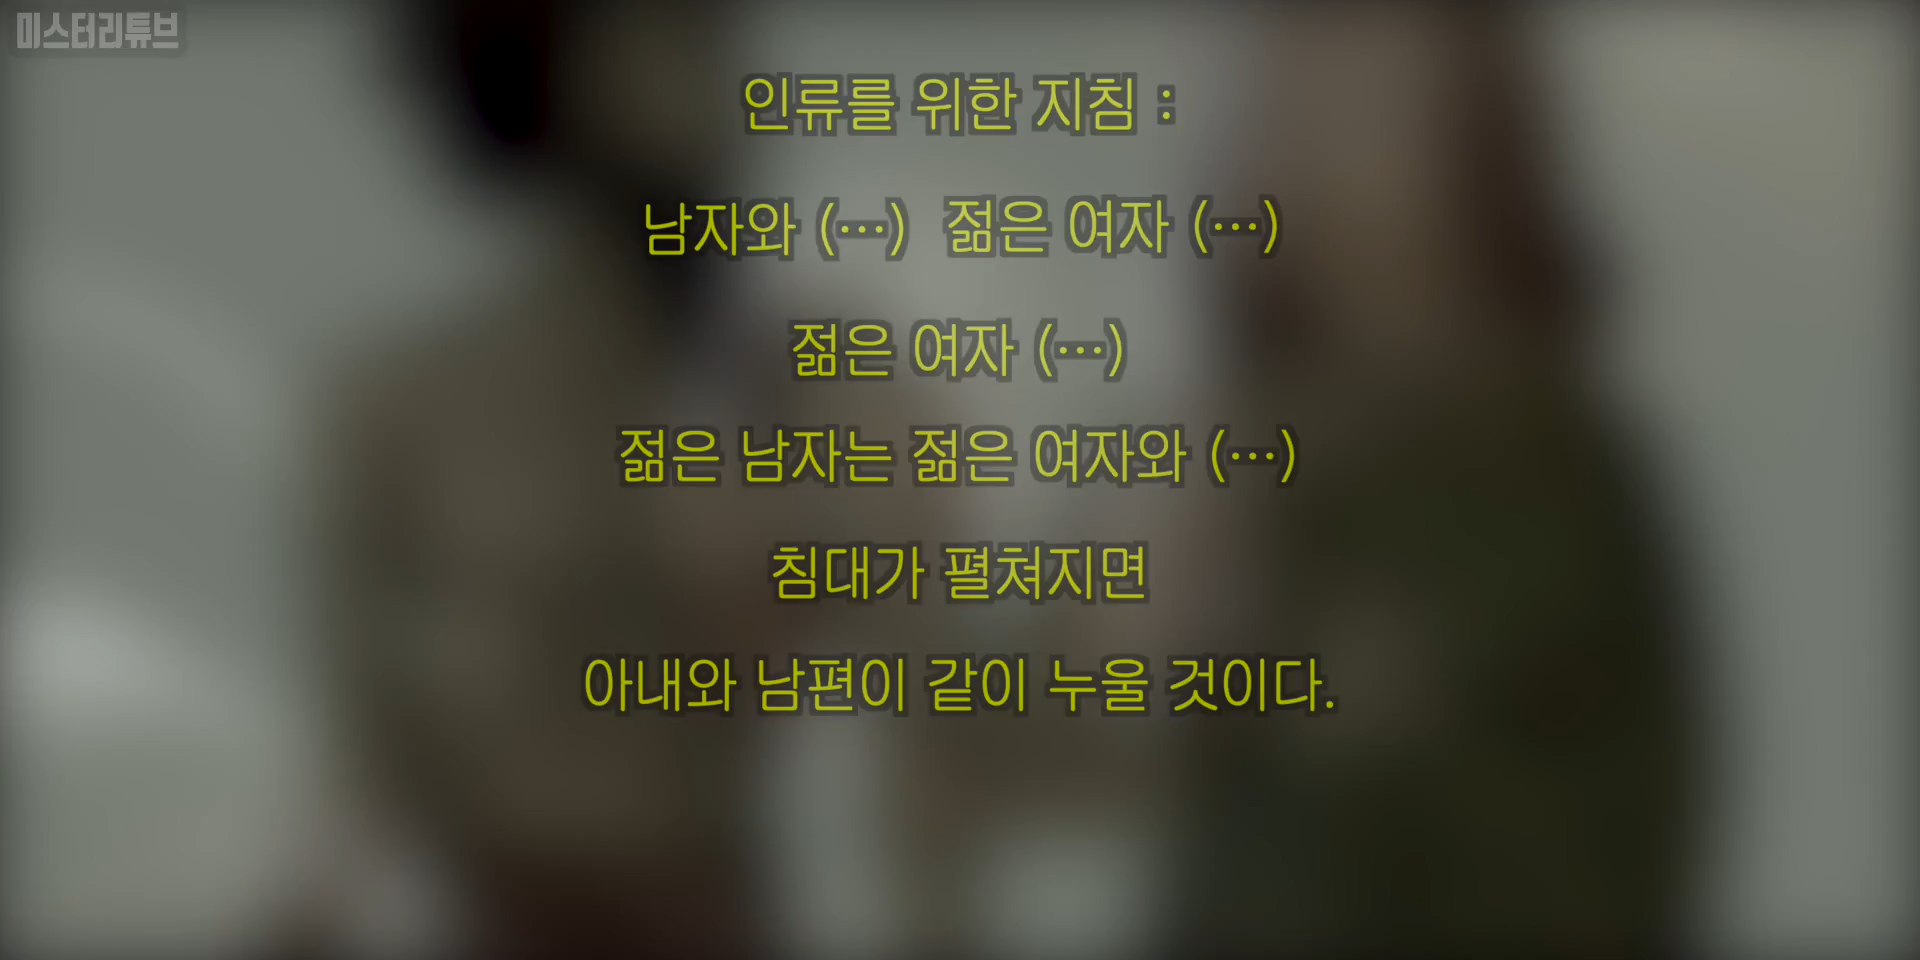 미스터리튜브
인류를 위한 지침 :
남자와 (…) 젊은 여자 (…)
젊은 여자 (…)
젊은 남자는 젊은 여자와 (…)
침대가 펼쳐지면
아내와 남편이 같이 누울 것이다.